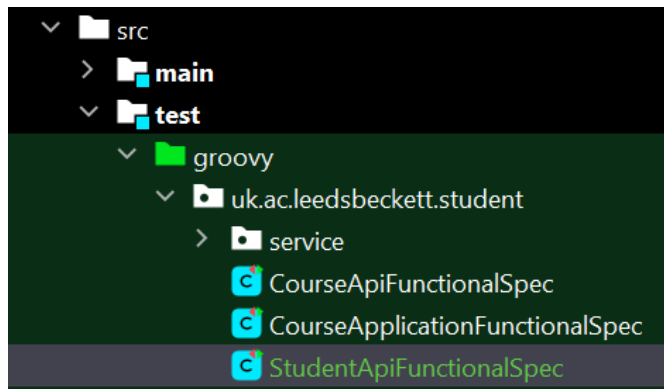 src
main
test
groovy
uk.ac.leedsbeckett.student
service
C CourseApiFunctionalSpec
C CourseApplicationFunctionalSpec
C StudentApiFunctionalSpec